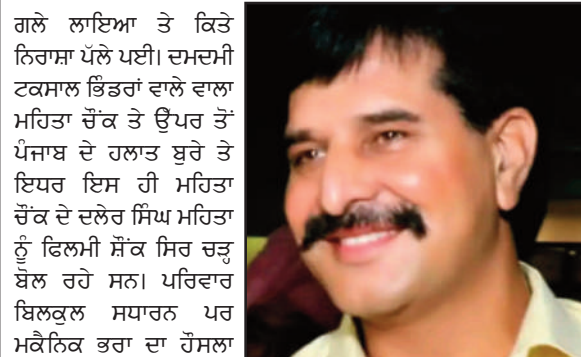 ਗਲੇ ਲਾਇਆ ਤੇ ਕਿਤੇ
ਨਿਰਾਸ਼ਾ ਪੱਲੇ ਪਈ। ਦਮਦਮੀ
ਟਕਸਾਲ ਭਿੰਡਰਾਂ ਵਾਲੇ ਵਾਲਾ
ਮਹਿਤਾ ਚੌਂਕ ਤੇ ਉੱਪਰ ਤੋਂ
ਪੰਜਾਬ ਦੇ ਹਲਾਤ ਬੁਰੇ ਤੇ
ਇਧਰ ਇਸ ਹੀ ਮਹਿਤਾ
ਚੌਂਕ ਦੇ ਦਲੇਰ ਸਿੰਘ ਮਹਿਤਾ
ਨੂੰ ਫਿਲਮੀ ਸ਼ੌਂਕ ਸਿਰ ਚੜ੍ਹ
ਬੋਲ ਰਹੇ ਸਨ। ਪਰਿਵਾਰ
ਬਿਲਕੁਲ ਸਧਾਰਨ ਪਰ
ਮਕੈਨਿਕ ਭਰਾ ਦਾ ਹੌਸਲਾ